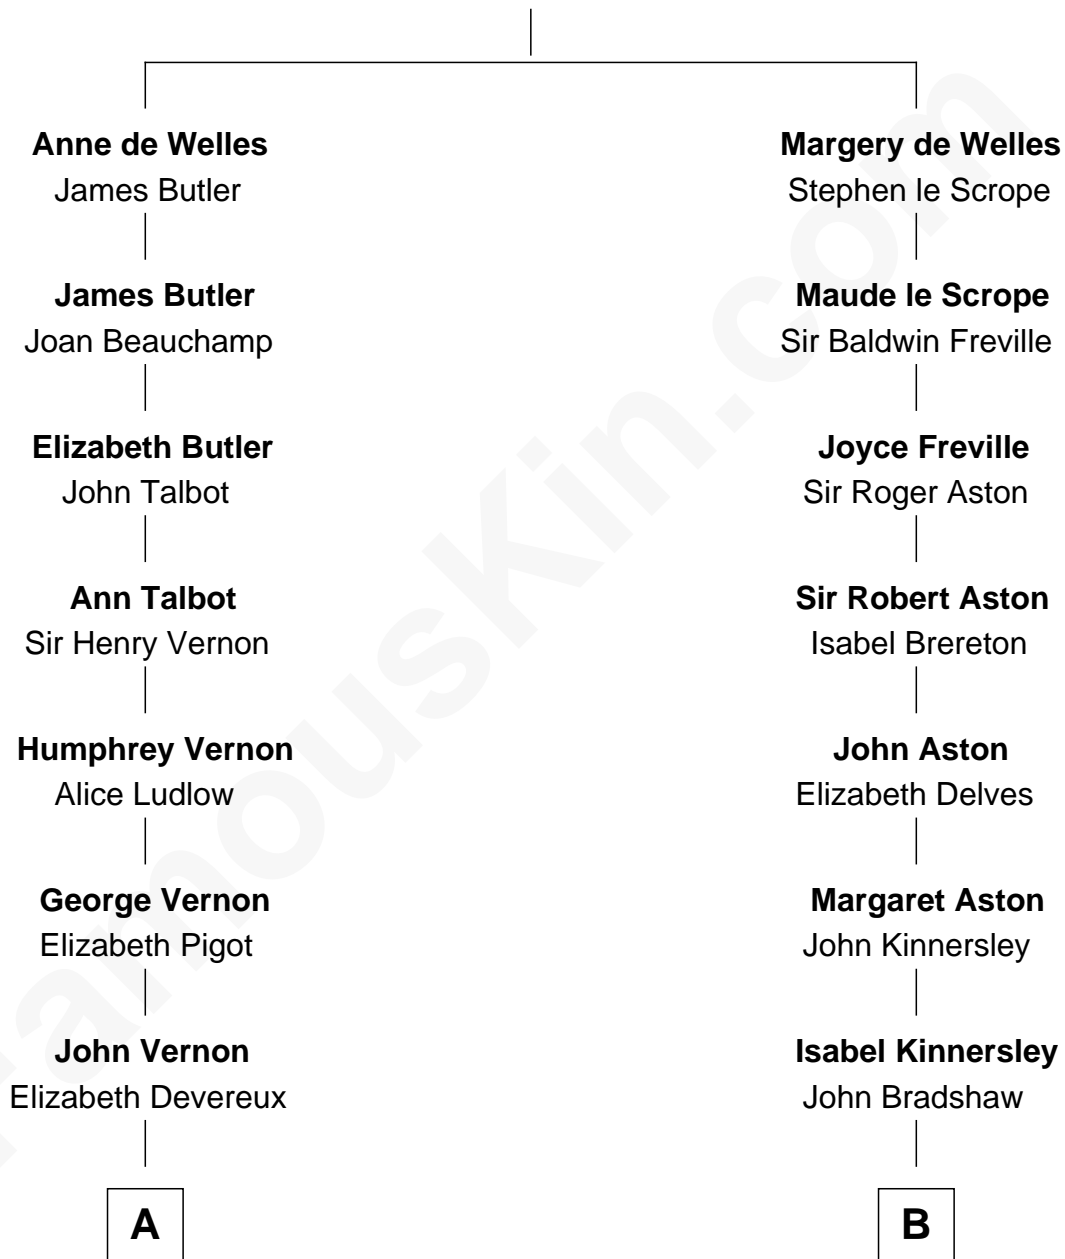 Anne de Welles
James Butler
James Butler
Joan Beauchamp
Elizabeth Butler
John Talbot
Ann Talbot
Sir Henry Vernon
Humphrey Vernon
Alice Ludlow
George Vernon
Elizabeth Pigot
John Vernon
Elizabeth Devereux
A
Margery de Welles
Stephen le Scrope
Maude le Scrope
Sir Baldwin Freville
Joyce Freville
Sir Roger Aston
Sir Robert Aston
Isabel Brereton
John Aston
Elizabeth Delves
Margaret Aston
John Kinnersley
Isabel Kinnersley
John Bradshaw
B
FamousKin.com